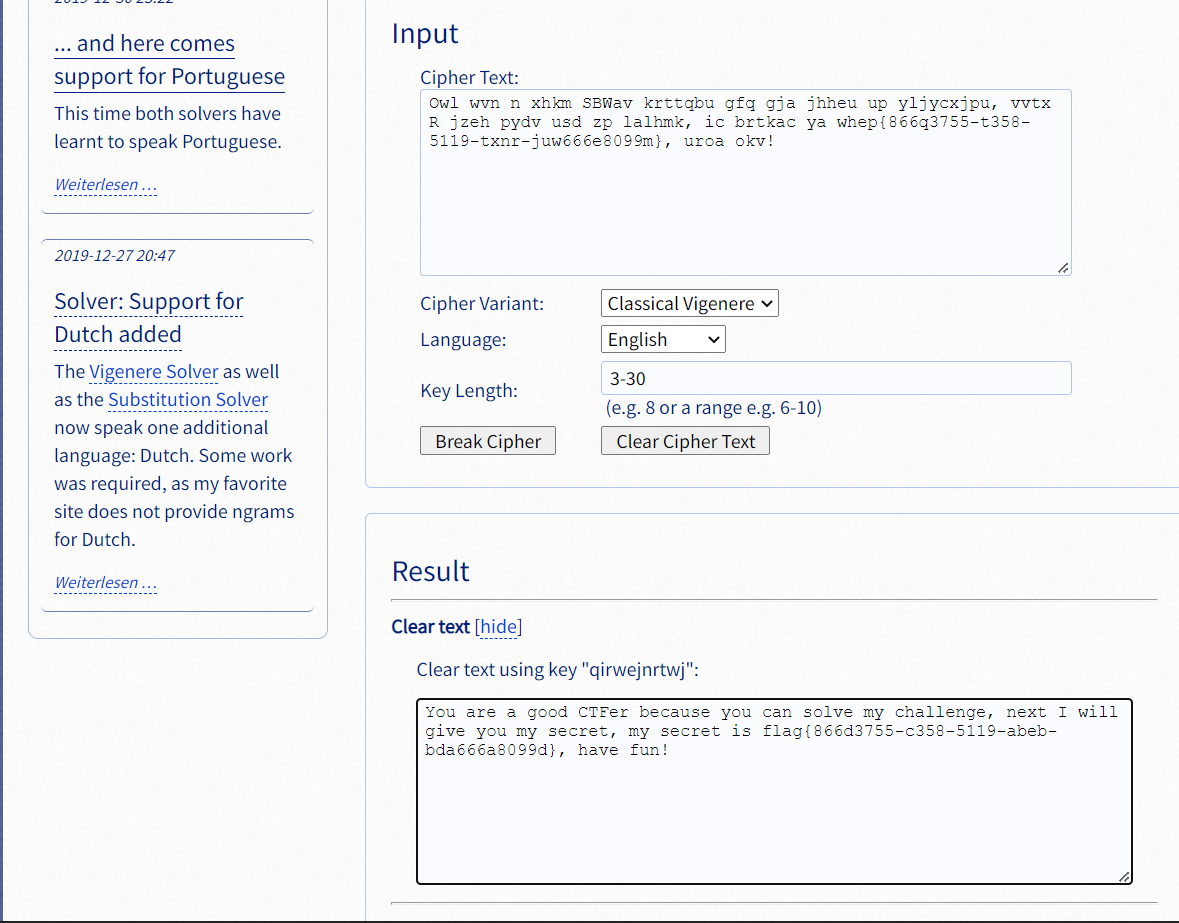 2019-12-30 23:22
... and here comes
support for Portuguese
This time both solvers have
learnt to speak Portuguese.
Weiterlesen …
2019-12-27 20:47
Solver: Support for
Dutch added
The Vigenere Solver as well
as the Substitution Solver
now speak one additional
language: Dutch. Some work
was required, as my favorite
site does not provide ngrams
for Dutch.
Weiterlesen …
Input
Cipher Text:
Owl wvn n xhkm SBWav krttqbu gfq gja jhheu up yljycxjpu, vvtx
R jzeh pydv usd zp lalhmk, ic brtkac ya whep{866q3755-t358-
5119-txnr-juw666e8099m}, uroa okv!
Cipher Variant:
Classical Vigenere
Language:
English
Key Length:
3-30
(e.g. 8 or a range e.g. 6-10)
Break Cipher
Clear Cipher Text
Result
Clear text [hide]
Clear text using key "qirwejnrtwj":
You are a good CTFer because you can solve my challenge, next I will
give you my secret, my secret is flag{866d3755-c358-5119-abeb-
bda666a8099d}, have fun!